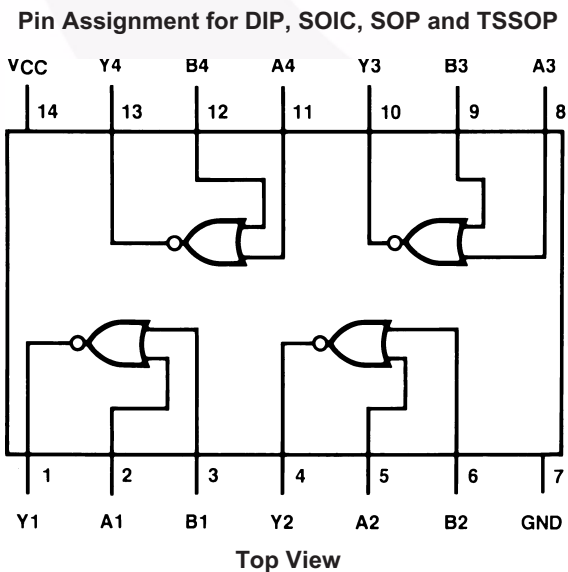 Pin Assignment for DIP, SOIC, SOP and TSSOP
VCC Y4 B4 A4 Y3 B3 A3
14 13 12 11 10 9 8
1 2 3 4 5 6 7
Y1 A1 B1 Y2 A2 B2 GND
Top View